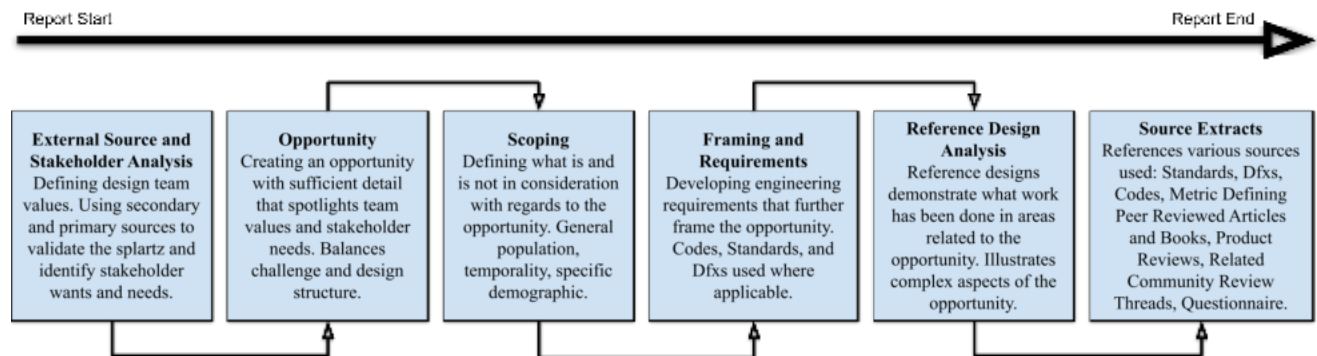 Report Start
Report End
External Source and
Stakeholder Analysis
Defining design team
values. Using secondary
and primary sources to
validate the splartz and
identify stakeholder
wants and needs.
Opportunity
Creating an opportunity
with sufficient detail
that spotlights team
values and stakeholder
needs. Balances
challenge and design
structure.
Scoping
Defining what is and
is not in consideration
with regards to the
opportunity. General
population,
temporality, specific
demographic.
Framing and
Requirements
Developing engineering
requirements that further
frame the opportunity.
Codes, Standards, and
Dfxs used where
applicable.
Reference Design
Analysis
Reference designs
demonstrate what work
has been done in areas
related to the
opportunity. Illustrates
complex aspects of the
opportunity.
Source Extracts
References various sources
used: Standards, Dfxs,
Codes, Metric Defining
Peer Reviewed Articles
and Books, Product
Reviews, Related
Community Review
Threads, Questionnaire.